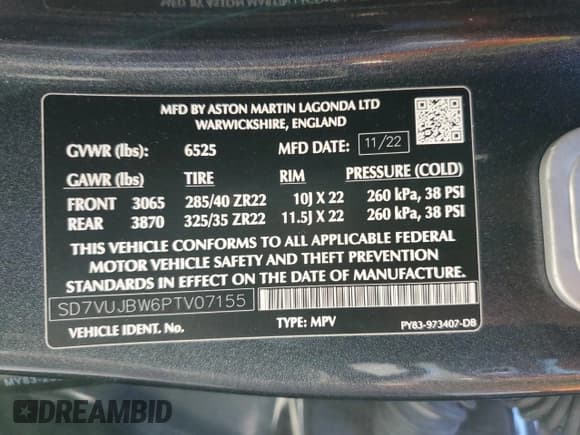 MFD BY ASTON MARTIN LAGONDA LTD
WARWICKSHIRE, ENGLAND
GVWR (lbs): 6525 MFD DATE: 11/22
GAWR (lbs) TIRE RIM PRESSURE (COLD)
FRONT 3065 285/40 ZR22 10J X 22 260 kPa, 38 PSI
REAR 3870 325/35 ZR22 11.5J X 22 260 kPa, 38 PSI
THIS VEHICLE CONFORMS TO ALL APPLICABLE FEDERAL
MOTOR VEHICLE SAFETY AND THEFT PREVENTION
STANDARDS IN EFFECT ON THE DATE OF MANUFACTURE.
SD7VUJBW6PTV07155
VEHICLE IDENT. No. TYPE: MPV PY83-973407-DB
DREAMBID